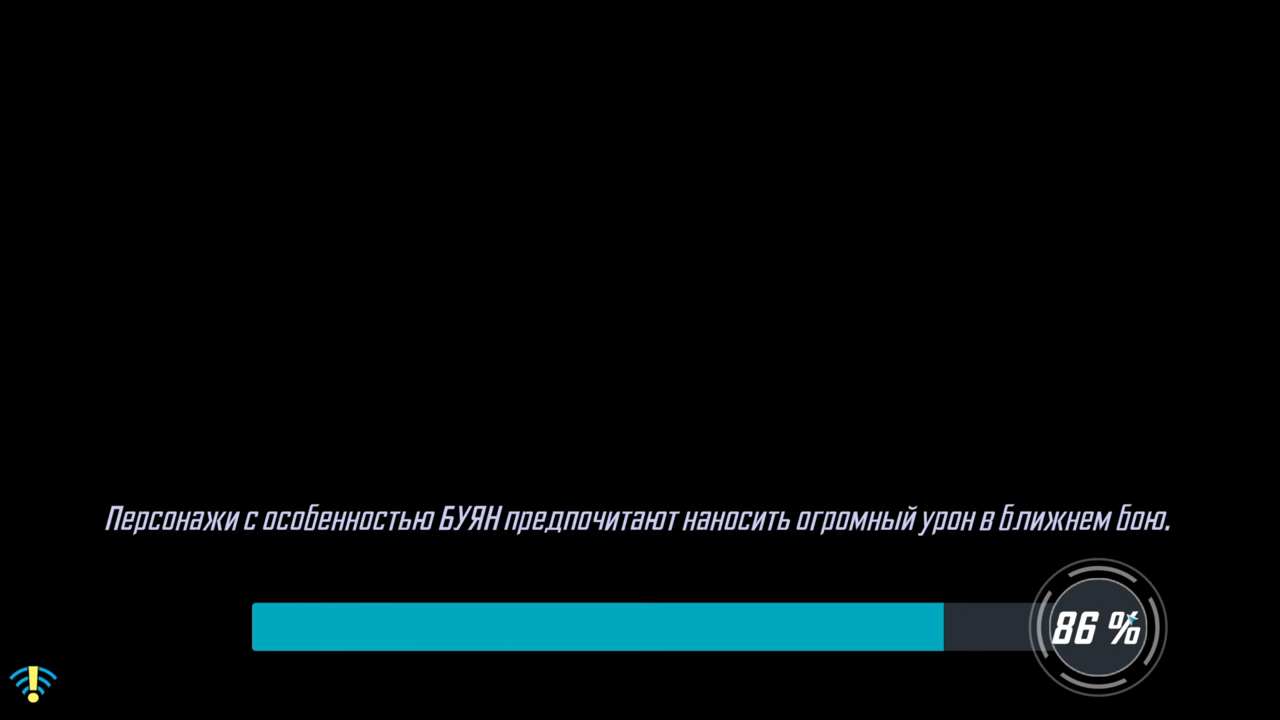 Персонажи с особенностью БУЯН предпочитают наносить огромный урон в ближнем бою.
86 %